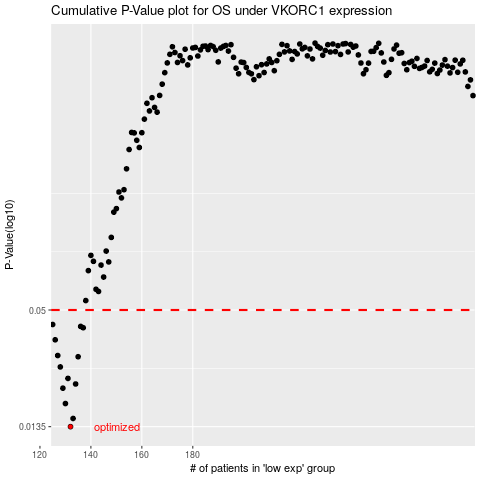 Cumulative P-Value plot for OS under VKORC1 expression
P-Value(log10)
0.05
0.0135
optimized
120 140 160 180
# of patients in 'low exp' group